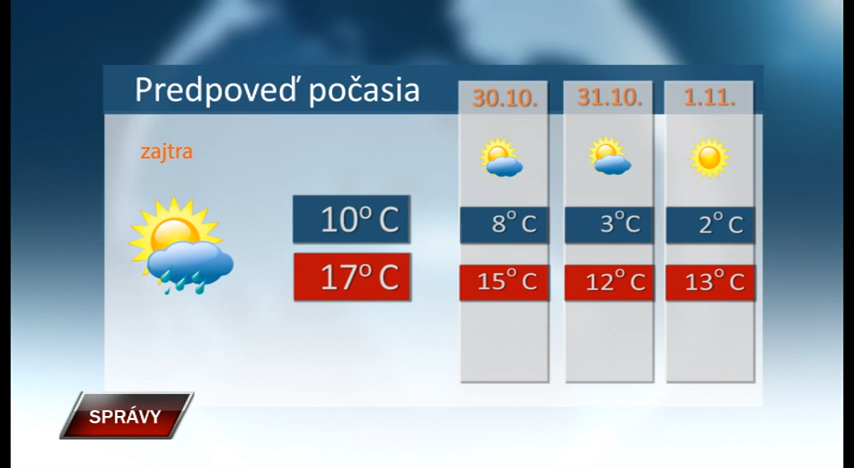 Predpoveď počasia
zajtra
10° C
17° C
30.10.
8° C
15° C
31.10.
3°C
12° C
1.11.
2° C
13° C
SPRÁVY